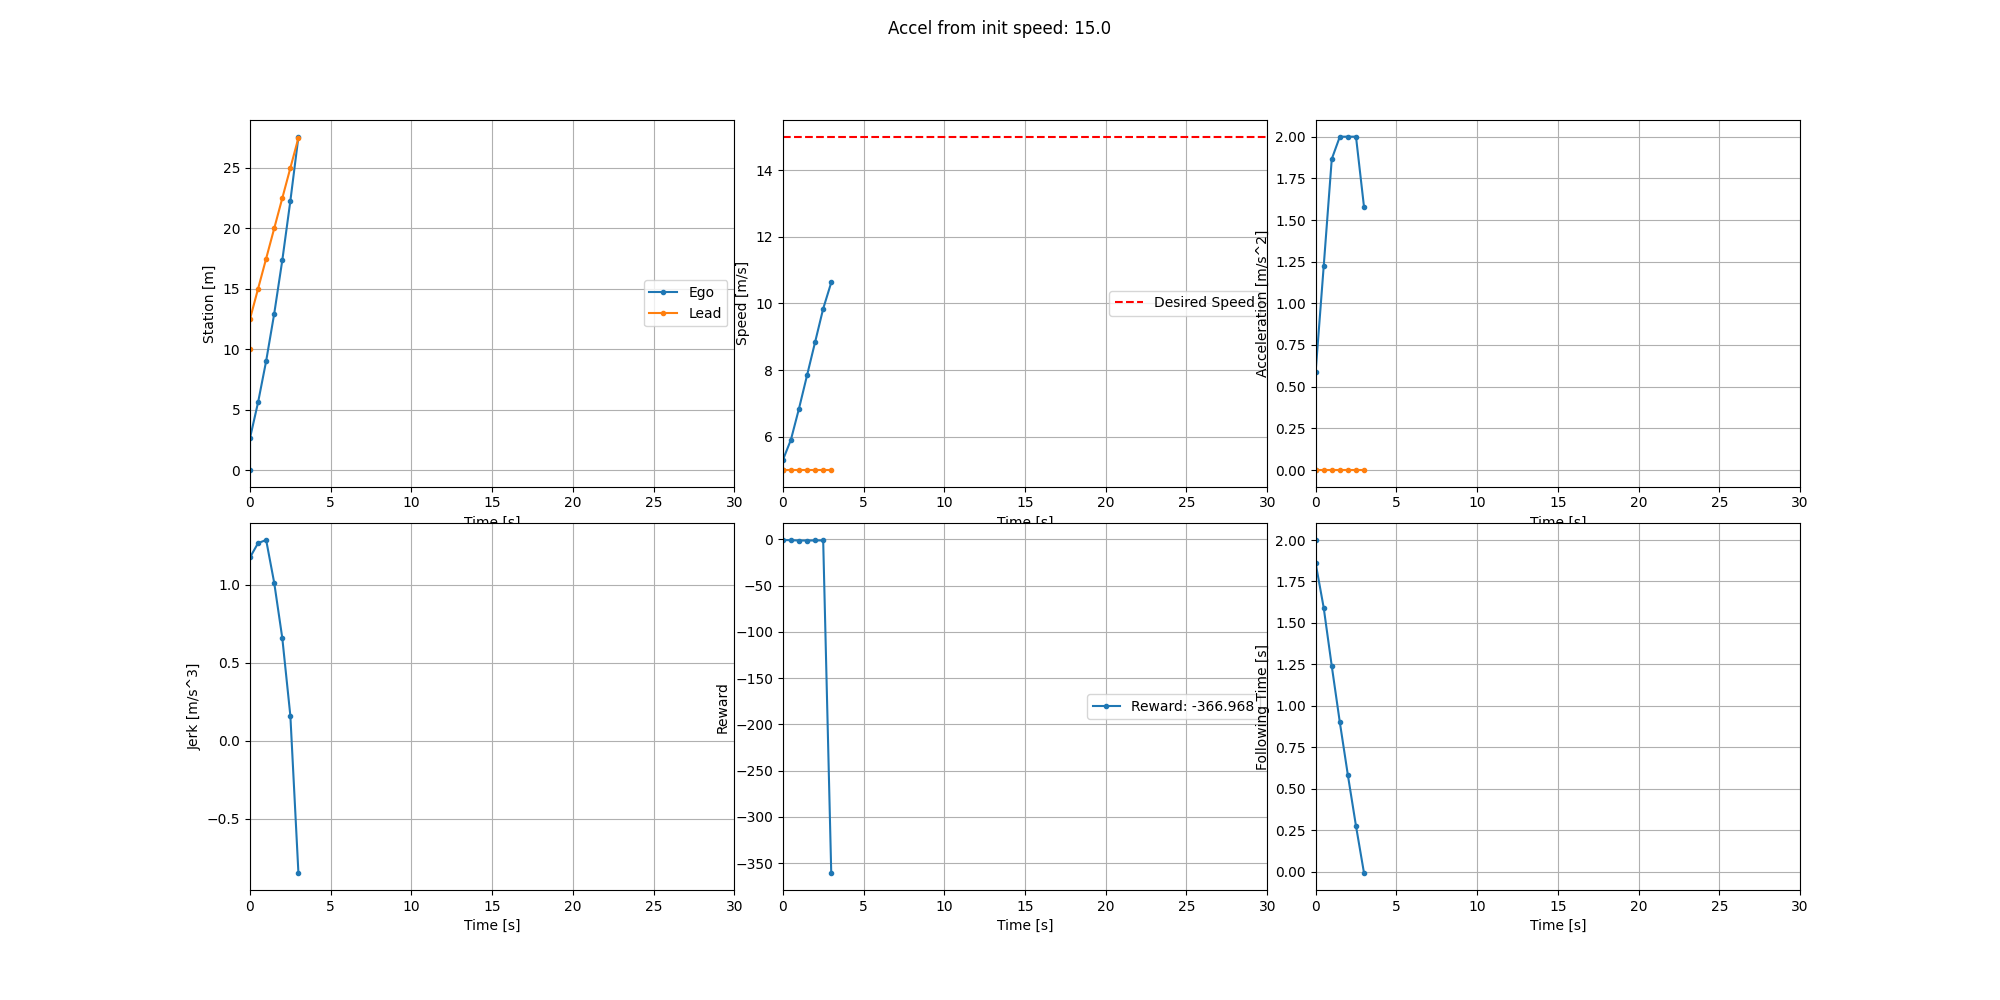 Accel from init speed: 15.0
Station [m]
25
20
15
10
5
0
0 5 10 15 20 25 30
Time [s]
Ego
Lead
Speed [m/s]
14
12
10
8
6
0 5 10 15 20 25 30
Time [s]
Desired Speed
Acceleration [m/s^2]
2.00
1.75
1.50
1.25
1.00
0.75
0.50
0.25
0.00
0 5 10 15 20 25 30
Time [s]
Jerk [m/s^3]
1.0
0.5
0.0
−0.5
0 5 10 15 20 25 30
Time [s]
Reward
0
−50
−100
−150
−200
−250
−300
−350
0 5 10 15 20 25 30
Time [s]
Reward: -366.968
Following Time [s]
2.00
1.75
1.50
1.25
1.00
0.75
0.50
0.25
0.00
0 5 10 15 20 25 30
Time [s]